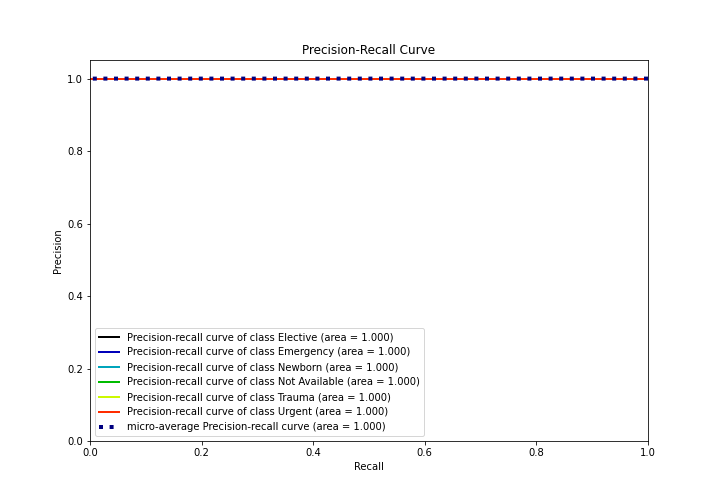 Precision-Recall Curve
1.0
0.8
0.6
0.4
0.2
0.0
Precision
Precision-recall curve of class Elective (area = 1.000)
Precision-recall curve of class Emergency (area = 1.000)
Precision-recall curve of class Newborn (area = 1.000)
Precision-recall curve of class Not Available (area = 1.000)
Precision-recall curve of class Trauma (area = 1.000)
Precision-recall curve of class Urgent (area = 1.000)
micro-average Precision-recall curve (area = 1.000)
0.0 0.2 0.4 0.6 0.8 1.0
Recall